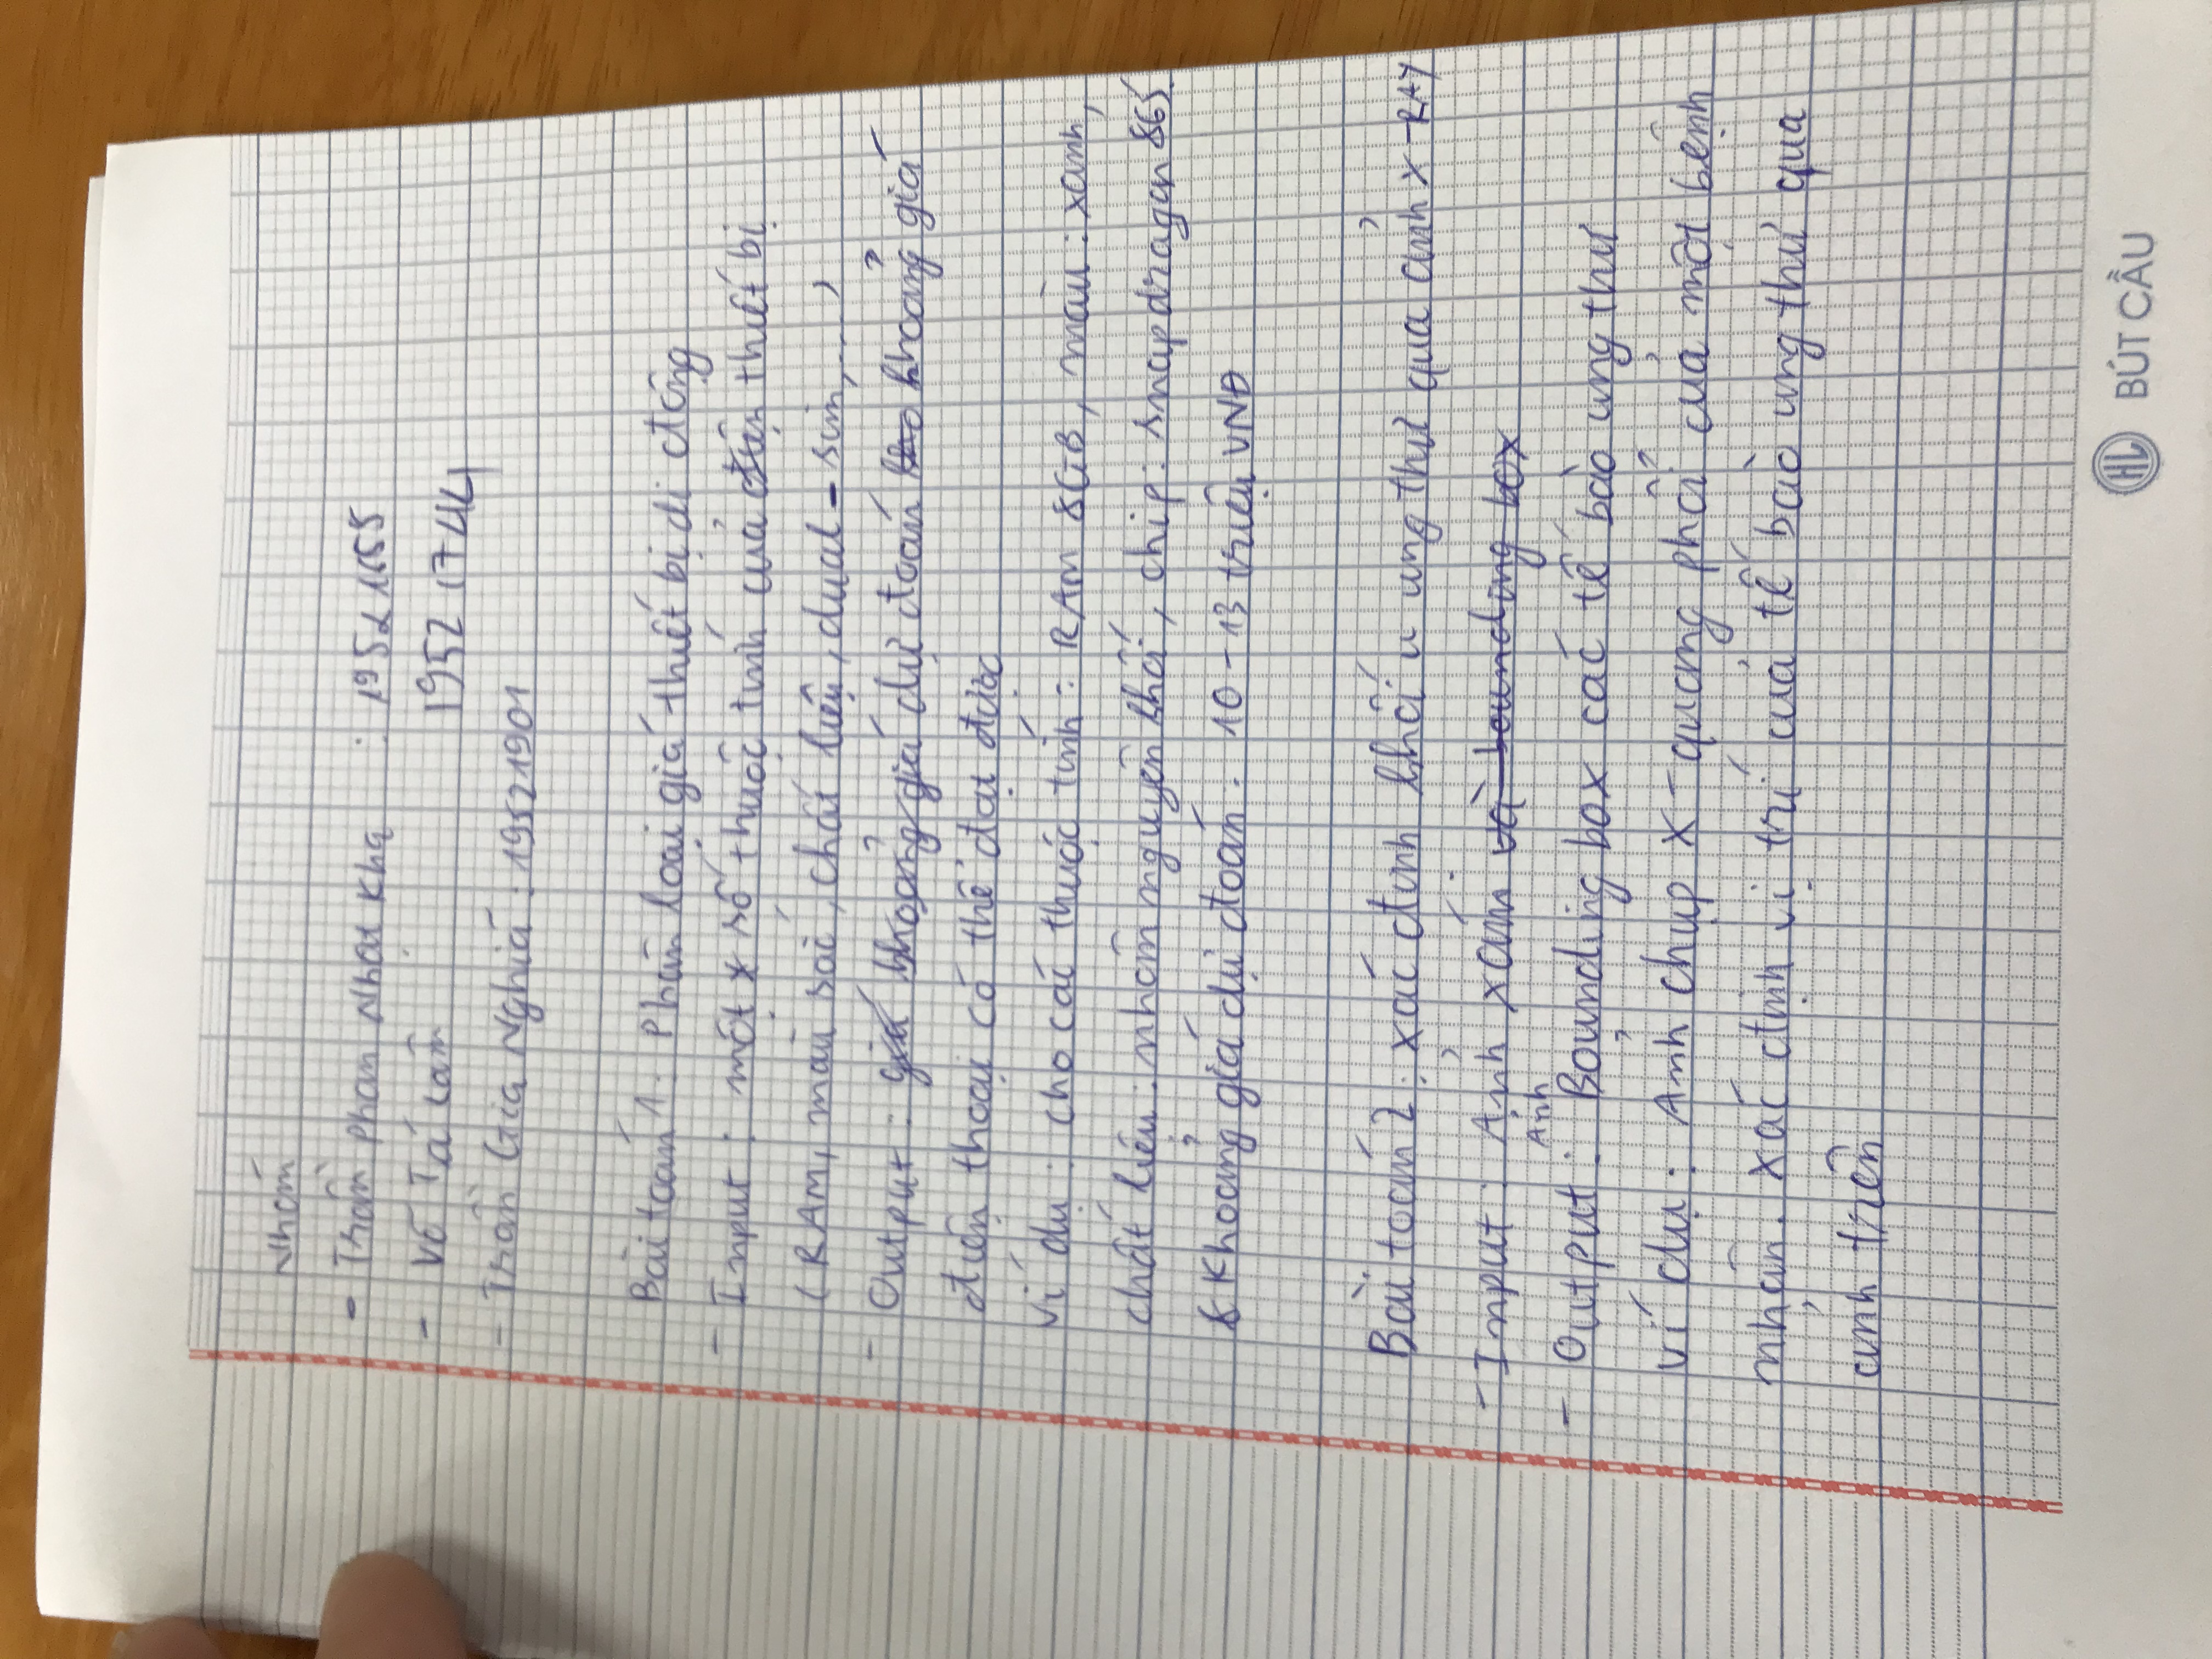 Nhóm
- Trần Phan Nhật Kha : 19521655
- Võ Tá Lâm 19521744
- Trần Gia Nghĩa : 19521901
Bài toán 1: Phân loại giá thiết bị di động
- Input : một số thuộc tính của thiết bị
(RAM, màu sắc, chất liệu, dual-sim, ...)
- Output : dự đoán khoảng giá
điện thoại có thể đạt được
Ví dụ : cho các thuộc tính : RAM 8GB, màu : xanh,
chất liệu : nhôm nguyên khối, chip : snapdragon 865.
Khoảng giá dự đoán : 10 - 13 triệu VNĐ
Bài toán 2 : xác định khối u ung thư qua ảnh X-RAY
- Input : Ảnh xám và bounding box
Ảnh
- Output : Bounding box các tế bào ung thư
Ví dụ : Ảnh chụp X-quang phổi của một bệnh
nhân. xác định vị trí của tế bào ung thư qua
ảnh trên
HL BÚT CẦU